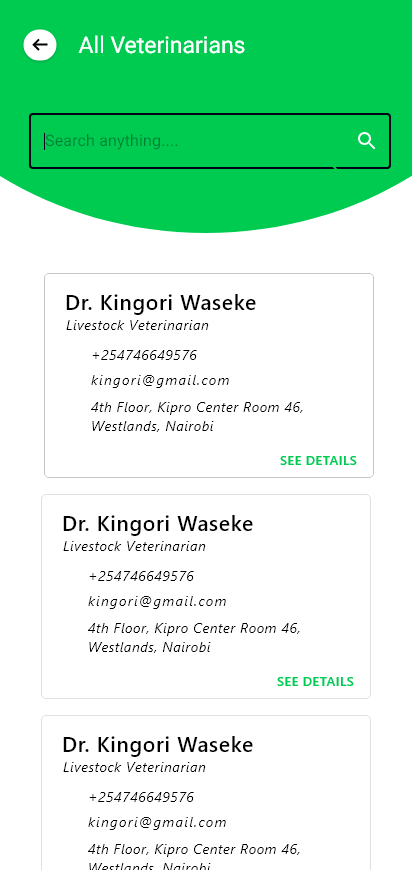 All Veterinarians
Search anything....
Dr. Kingori Waseke
Livestock Veterinarian
+254746649576
kingori@gmail.com
4th Floor, Kipro Center Room 46,
Westlands, Nairobi
SEE DETAILS
Dr. Kingori Waseke
Livestock Veterinarian
+254746649576
kingori@gmail.com
4th Floor, Kipro Center Room 46,
Westlands, Nairobi
SEE DETAILS
Dr. Kingori Waseke
Livestock Veterinarian
+254746649576
kingori@gmail.com
4th Floor, Kipro Center Room 46,
Westlands, Nairobi